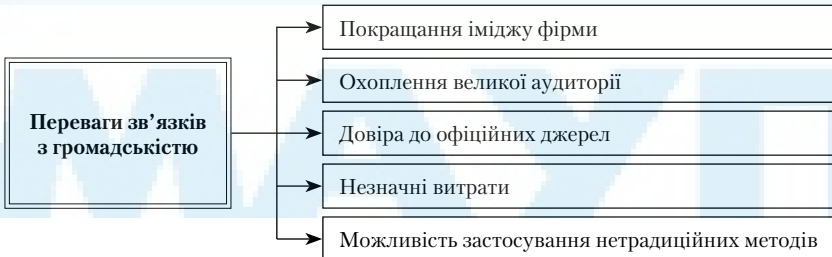 Переваги зв’язків
з громадськістю
Покращання іміджу фірми
Охоплення великої аудиторії
Довіра до офіційних джерел
Незначні витрати
Можливість застосування нетрадиційних методів